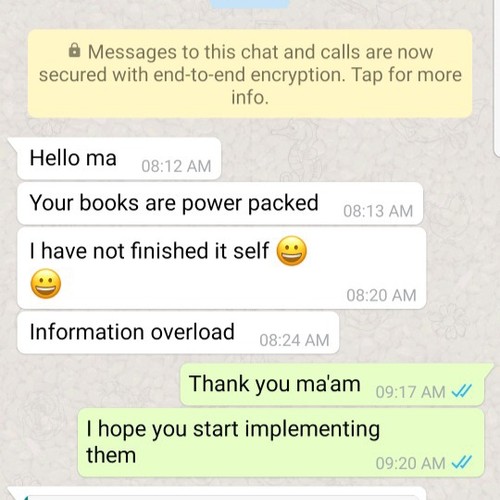 🔒 Messages to this chat and calls are now
secured with end-to-end encryption. Tap for more
info.
Hello ma 08:12 AM
Your books are power packed 08:13 AM
I have not finished it self 😀
😀 08:20 AM
Information overload 08:24 AM
Thank you ma'am 09:17 AM
I hope you start implementing
them 09:20 AM